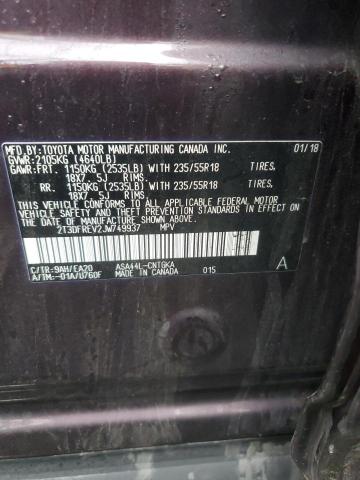 MFD.BY:TOYOTA MOTOR MANUFACTURING CANADA INC. 01/18
GVWR:2105KG (4640LB)
GAWR:FRT. 1150KG (2535LB) WITH 235/55R18 TIRES,
18X7.5J RIMS.
RR. 1150KG (2535LB) WITH 235/55R18 TIRES,
18X7.5J RIMS.
THIS VEHICLE CONFORMS TO ALL APPLICABLE FEDERAL MOTOR
VEHICLE SAFETY, BUMPER, AND THEFT PREVENTION STANDARDS IN
EFFECT ON THE DATE OF MANUFACTURE SHOWN ABOVE.
2T3DFREV2JW749937 MPV
C/TR:9AH/EA20 ASA44L-CNTGKA A
A/TM:-01A/U760F MADE IN CANADA 015